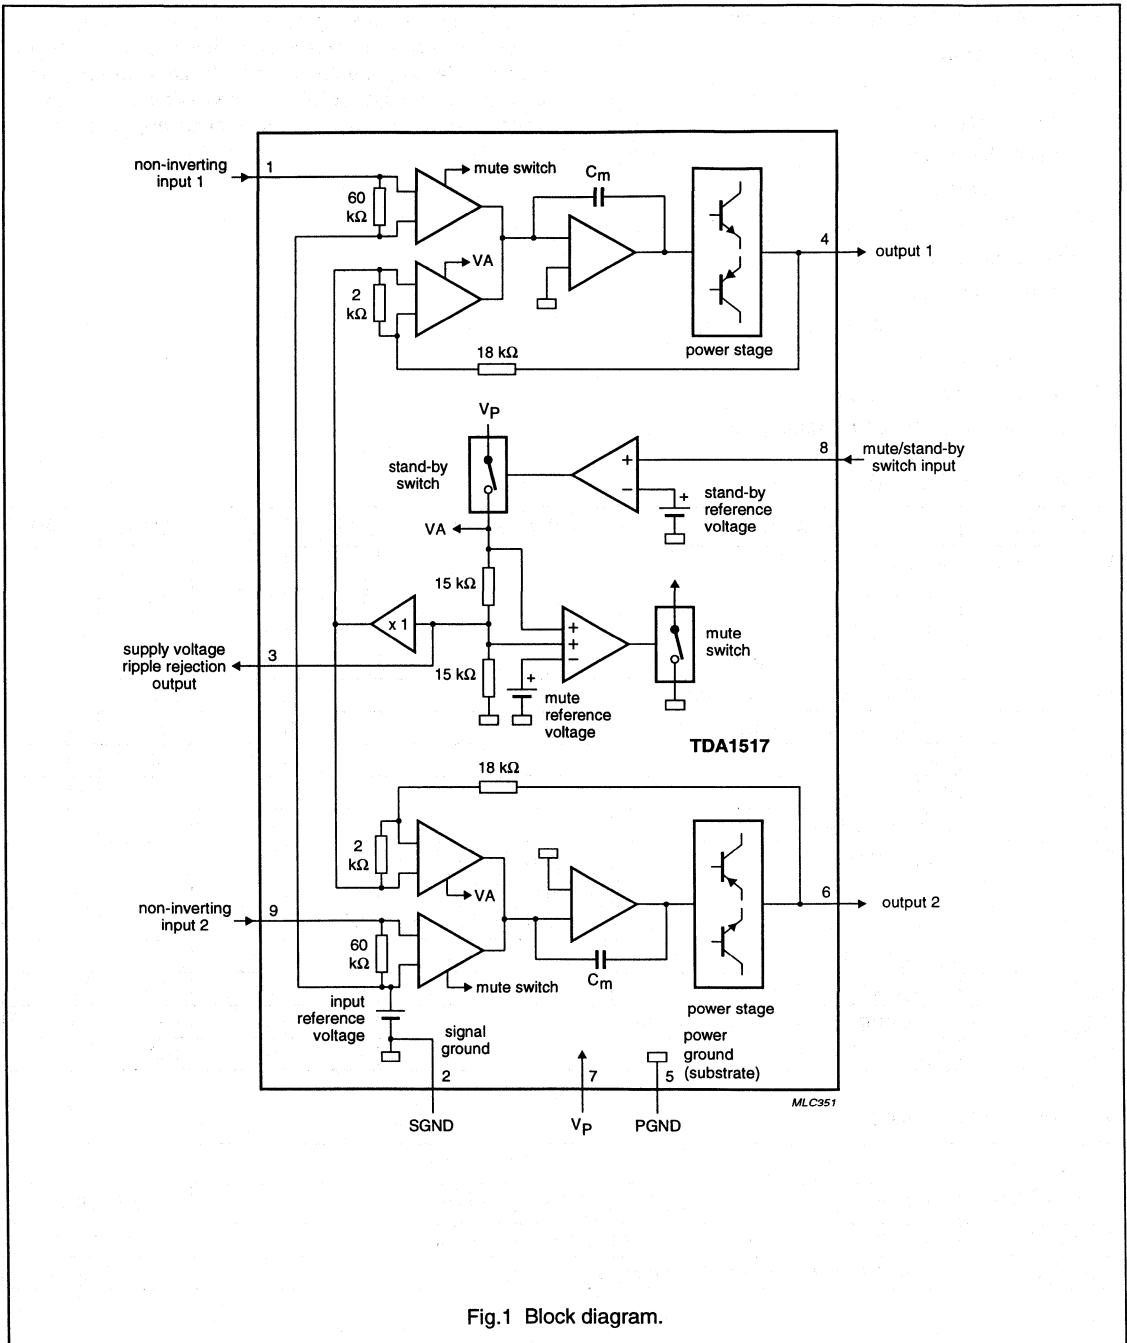 non-inverting
input 1
1
60
kΩ
mute switch
Cm
4
output 1
VA
2
kΩ
18 kΩ
power stage
VP
stand-by
switch
+
−
8
mute/stand-by
switch input
+
stand-by
reference
voltage
VA
15 kΩ
x 1
+
+
−
mute
switch
supply voltage
ripple rejection
output
3
15 kΩ
+
mute
reference
voltage
TDA1517
18 kΩ
2
kΩ
VA
non-inverting
input 2
9
6
output 2
60
kΩ
Cm
mute switch
power stage
input
reference
voltage
signal
ground
power
ground
(substrate)
2
7
5
MLC351
SGND
VP
PGND
Fig.1 Block diagram.